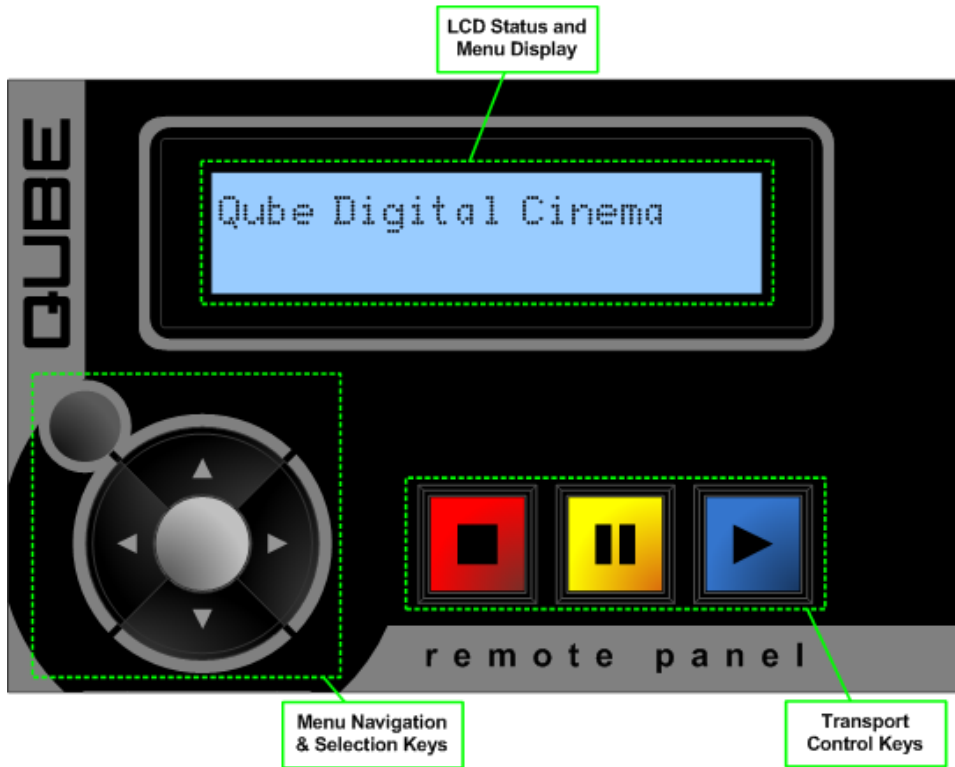 LCD Status and
Menu Display
QUBE
Qube Digital Cinema
remote panel
Menu Navigation
& Selection Keys
Transport
Control Keys